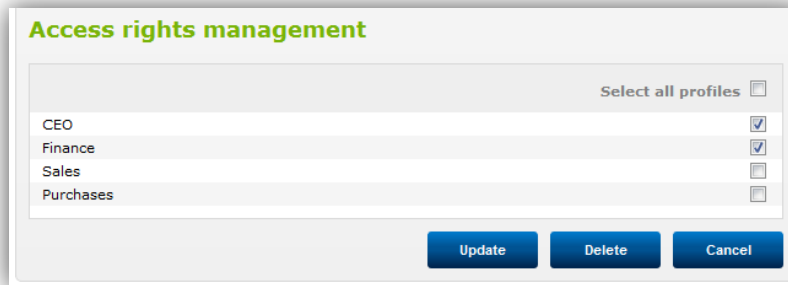 Access rights management
Select all profiles
CEO
Finance
Sales
Purchases
Update Delete Cancel